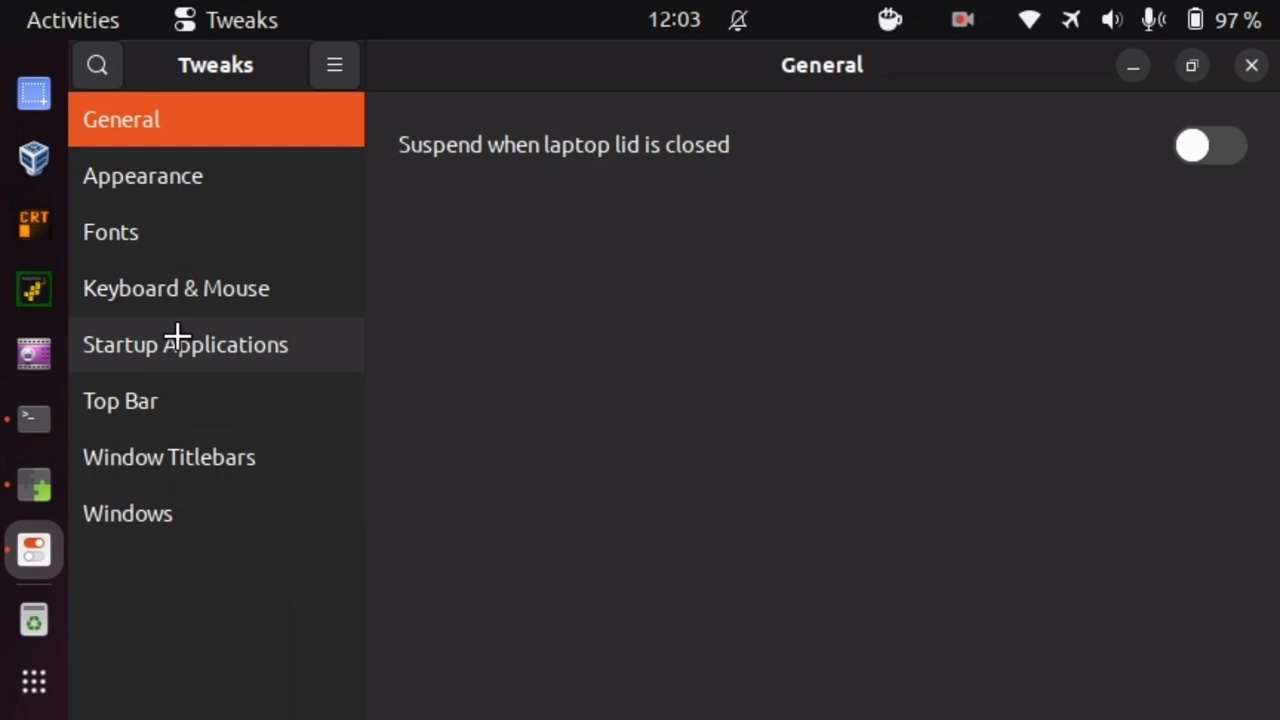 Activities Tweaks 12:03 97 %
Tweaks General
General
Suspend when laptop lid is closed
Appearance
Fonts
Keyboard & Mouse
Startup Applications
Top Bar
Window Titlebars
Windows
CRT
>_